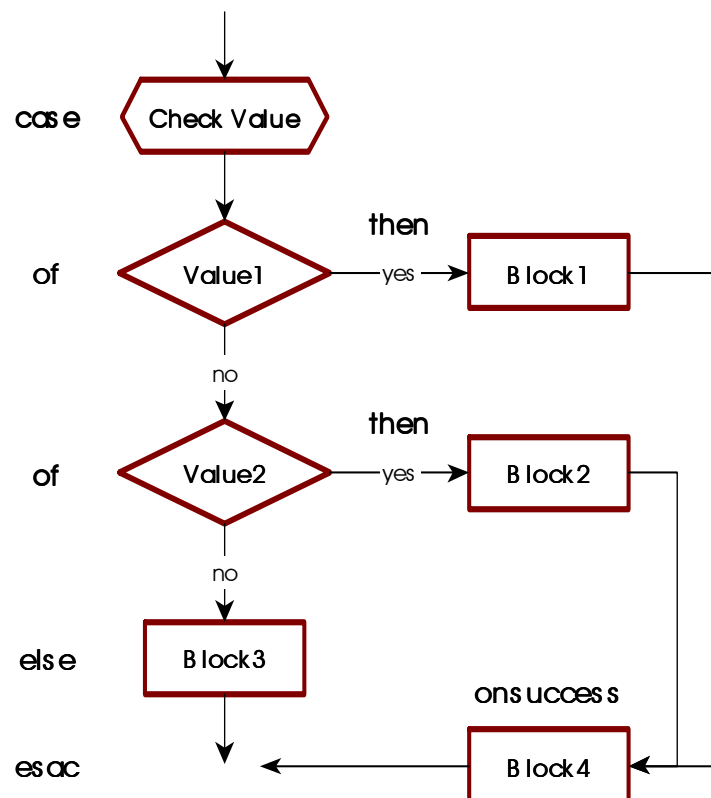 case
Check Value
then
of
Value1
yes
Block1
no
then
of
Value2
yes
Block2
no
else
Block3
onsuccess
esac
Block4